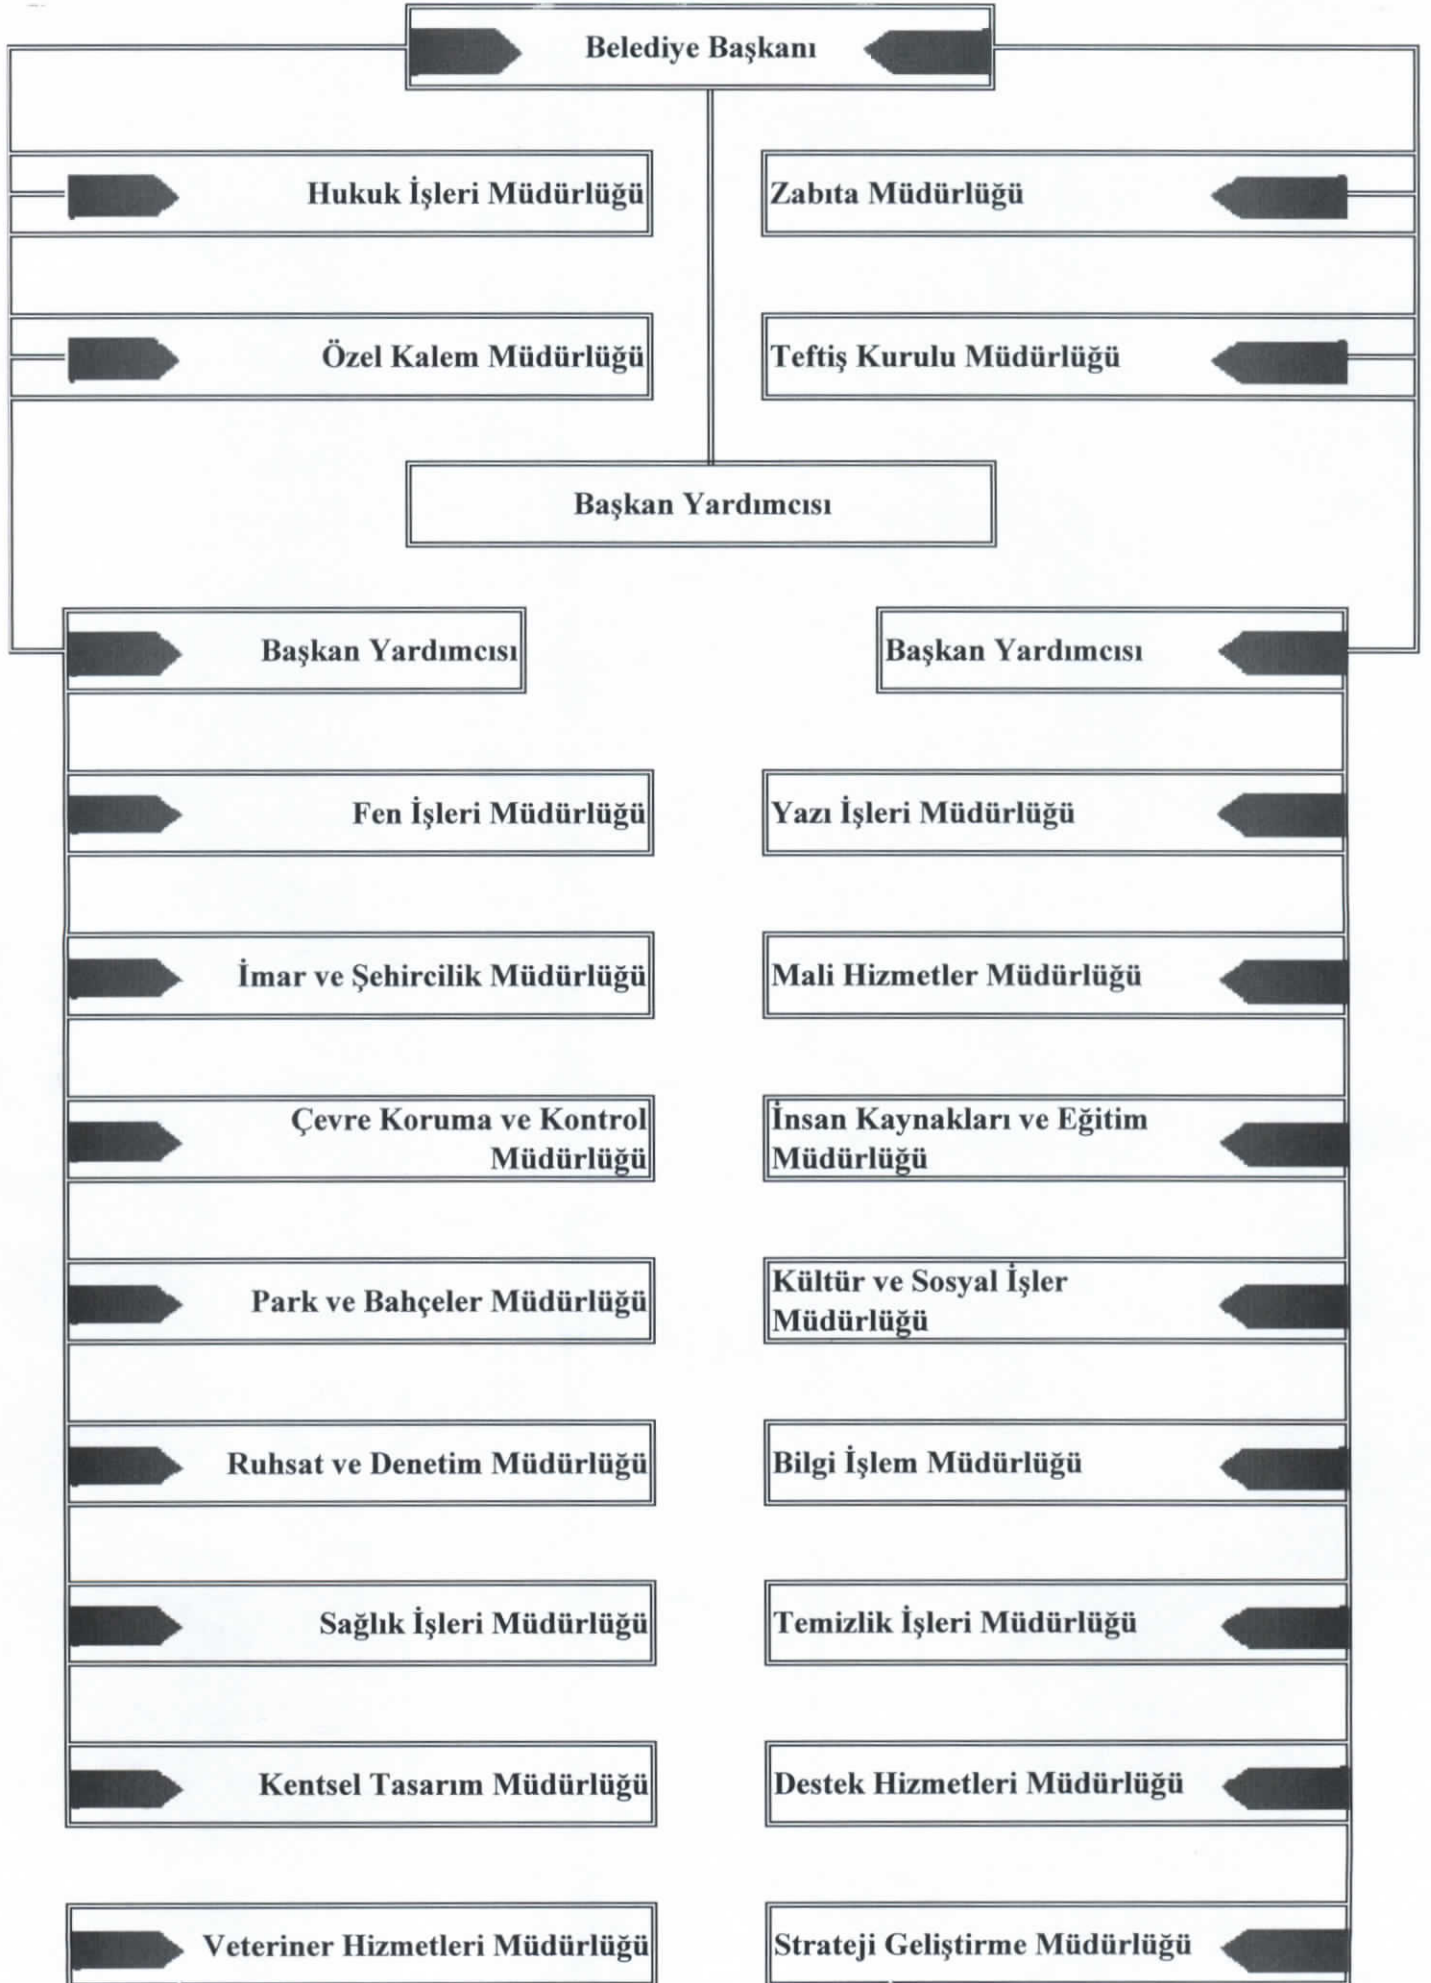 Belediye Başkanı
Hukuk İşleri Müdürlüğü
Zabıta Müdürlüğü
Özel Kalem Müdürlüğü
Teftiş Kurulu Müdürlüğü
Başkan Yardımcısı
Başkan Yardımcısı
Başkan Yardımcısı
Fen İşleri Müdürlüğü
Yazı İşleri Müdürlüğü
İmar ve Şehircilik Müdürlüğü
Mali Hizmetler Müdürlüğü
Çevre Koruma ve Kontrol
Müdürlüğü
İnsan Kaynakları ve Eğitim
Müdürlüğü
Park ve Bahçeler Müdürlüğü
Kültür ve Sosyal İşler
Müdürlüğü
Ruhsat ve Denetim Müdürlüğü
Bilgi İşlem Müdürlüğü
Sağlık İşleri Müdürlüğü
Temizlik İşleri Müdürlüğü
Kentsel Tasarım Müdürlüğü
Destek Hizmetleri Müdürlüğü
Veteriner Hizmetleri Müdürlüğü
Strateji Geliştirme Müdürlüğü